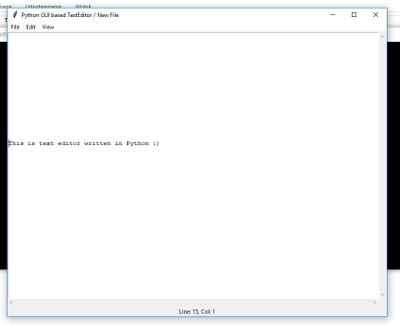 Python GUI based TextEditor / New File
File Edit View
This is text editor written in Python :)
Line: 15, Col: 1